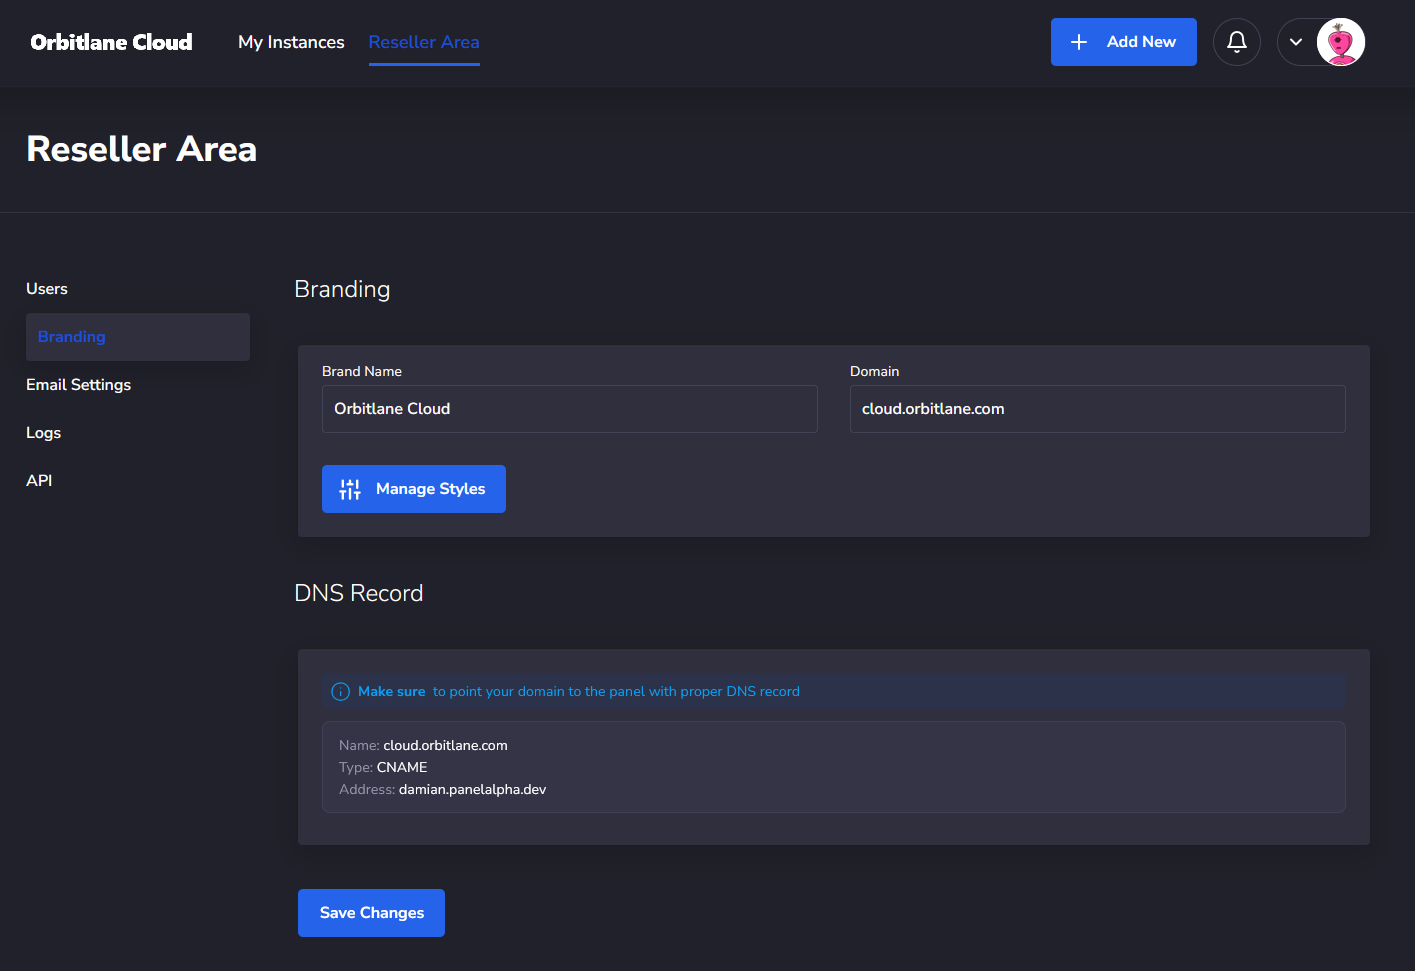 Orbitlane Cloud
My Instances
Reseller Area
Add New
Reseller Area
Users
Branding
Email Settings
Logs
API
Branding
Brand Name
Orbitlane Cloud
Domain
cloud.orbitlane.com
Manage Styles
DNS Record
Make sure to point your domain to the panel with proper DNS record
Name: cloud.orbitlane.com
Type: CNAME
Address: damian.panelalpha.dev
Save Changes